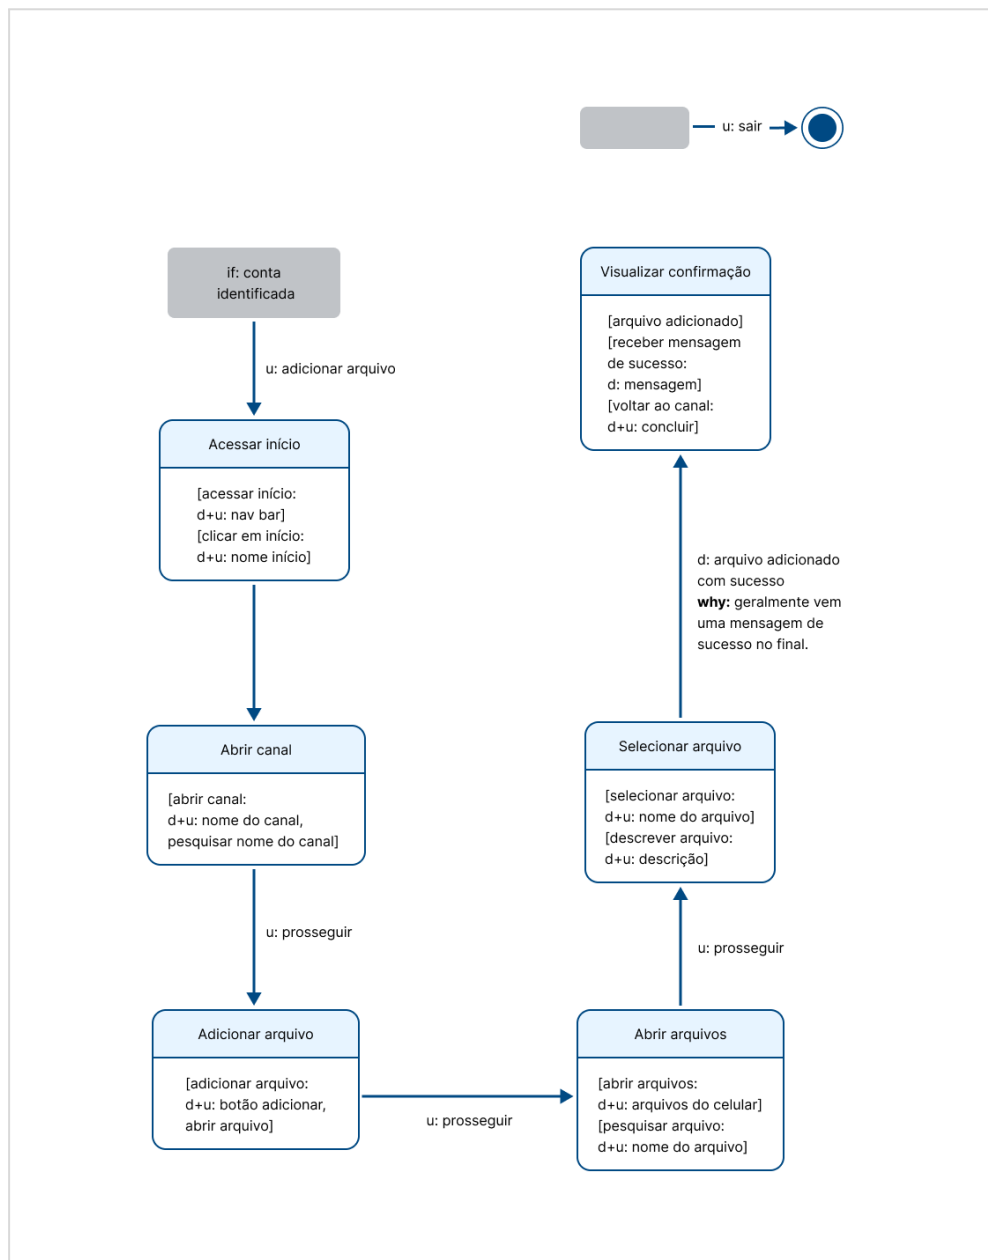 u: sair
if: conta
identificada
u: adicionar arquivo
Acessar início
[acessar início:
d+u: nav bar]
[clicar em início:
d+u: nome início]
Abrir canal
[abrir canal:
d+u: nome do canal,
pesquisar nome do canal]
u: prosseguir
Adicionar arquivo
[adicionar arquivo:
d+u: botão adicionar,
abrir arquivo]
u: prosseguir
Abrir arquivos
[abrir arquivos:
d+u: arquivos do celular]
[pesquisar arquivo:
d+u: nome do arquivo]
u: prosseguir
Selecionar arquivo
[selecionar arquivo:
d+u: nome do arquivo]
[descrever arquivo:
d+u: descrição]
d: arquivo adicionado
com sucesso
why: geralmente vem
uma mensagem de
sucesso no final.
Visualizar confirmação
[arquivo adicionado]
[receber mensagem
de sucesso:
d: mensagem]
[voltar ao canal:
d+u: concluir]